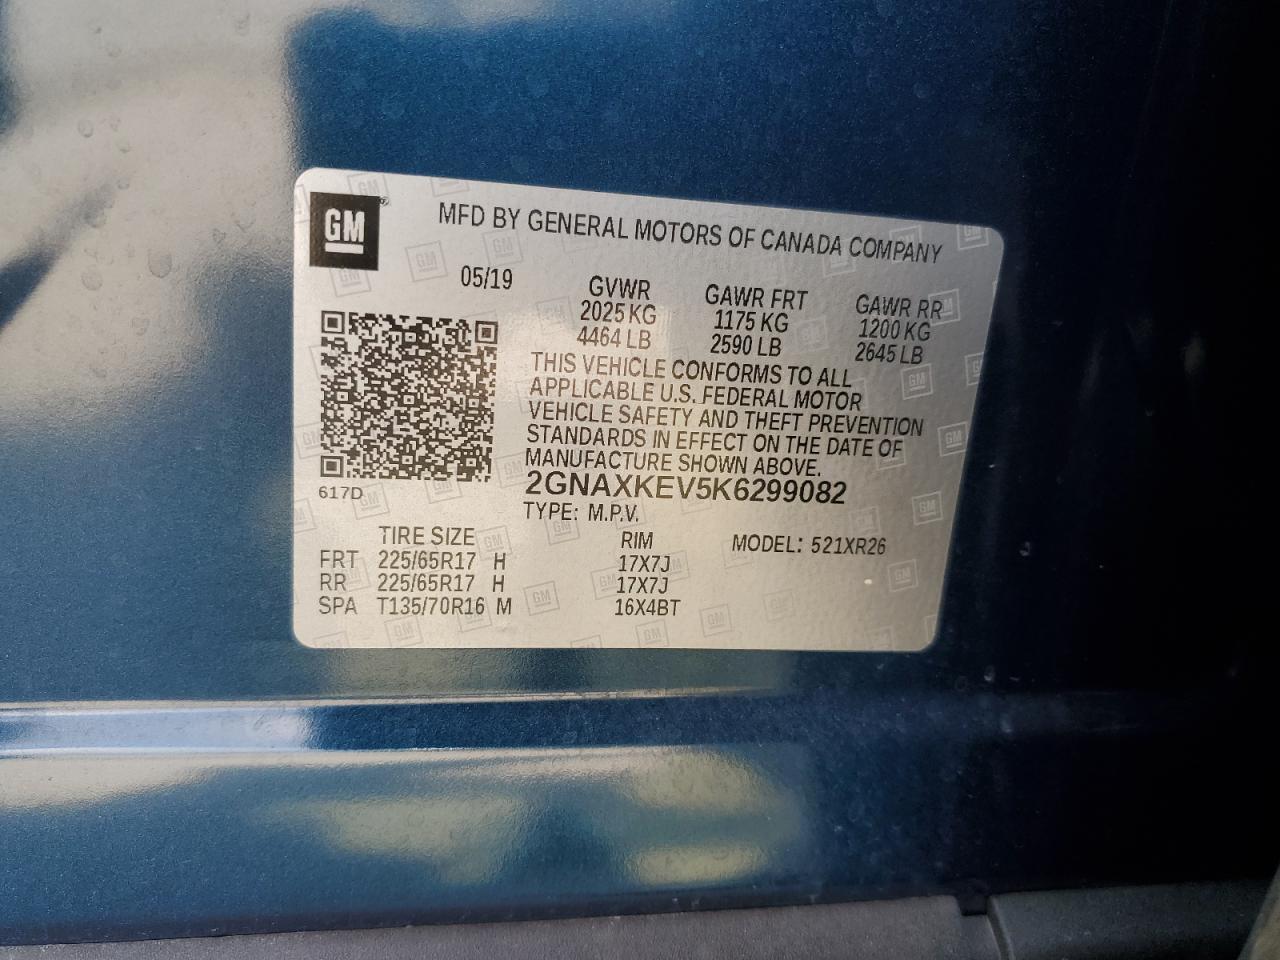 GM
MFD BY GENERAL MOTORS OF CANADA COMPANY
05/19
GVWR GAWR FRT GAWR RR
2025 KG 1175 KG 1200 KG
4464 LB 2590 LB 2645 LB
THIS VEHICLE CONFORMS TO ALL
APPLICABLE U.S. FEDERAL MOTOR
VEHICLE SAFETY AND THEFT PREVENTION
STANDARDS IN EFFECT ON THE DATE OF
MANUFACTURE SHOWN ABOVE.
617D
2GNAXKEV5K6299082
TYPE: M.P.V.
TIRE SIZE RIM MODEL: 521XR26
FRT 225/65R17 H 17X7J
RR 225/65R17 H 17X7J
SPA T135/70R16 M 16X4BT